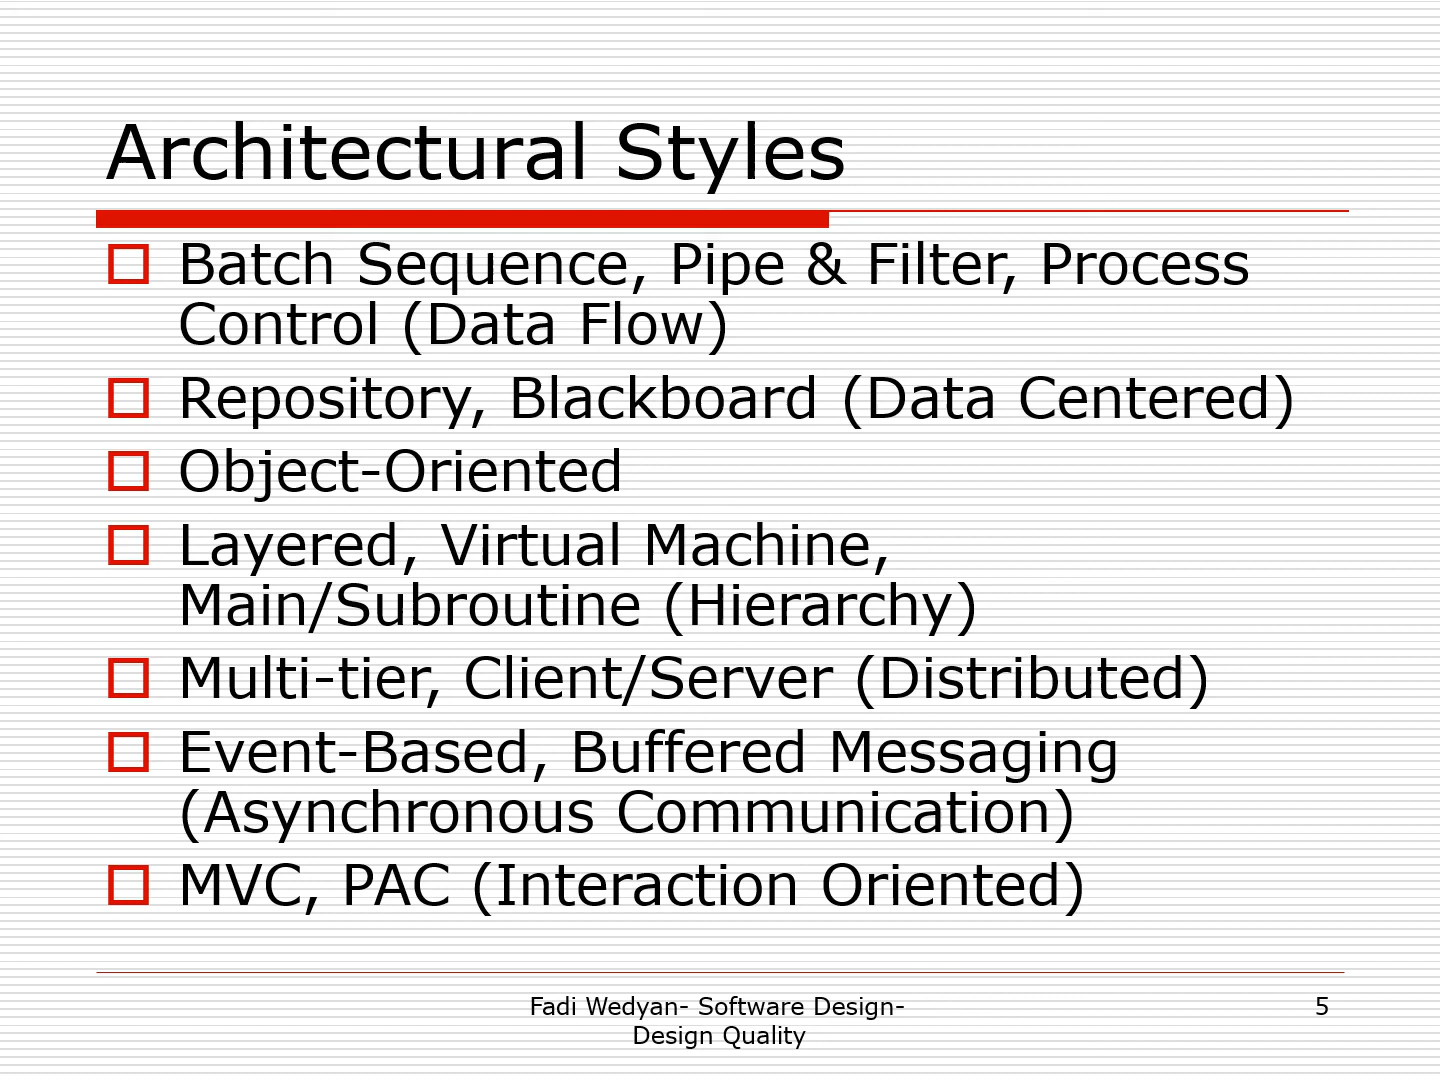 Architectural Styles
Batch Sequence, Pipe & Filter, Process
Control (Data Flow)
Repository, Blackboard (Data Centered)
Object-Oriented
Layered, Virtual Machine,
Main/Subroutine (Hierarchy)
Multi-tier, Client/Server (Distributed)
Event-Based, Buffered Messaging
(Asynchronous Communication)
MVC, PAC (Interaction Oriented)
Fadi Wedyan- Software Design-
Design Quality
5